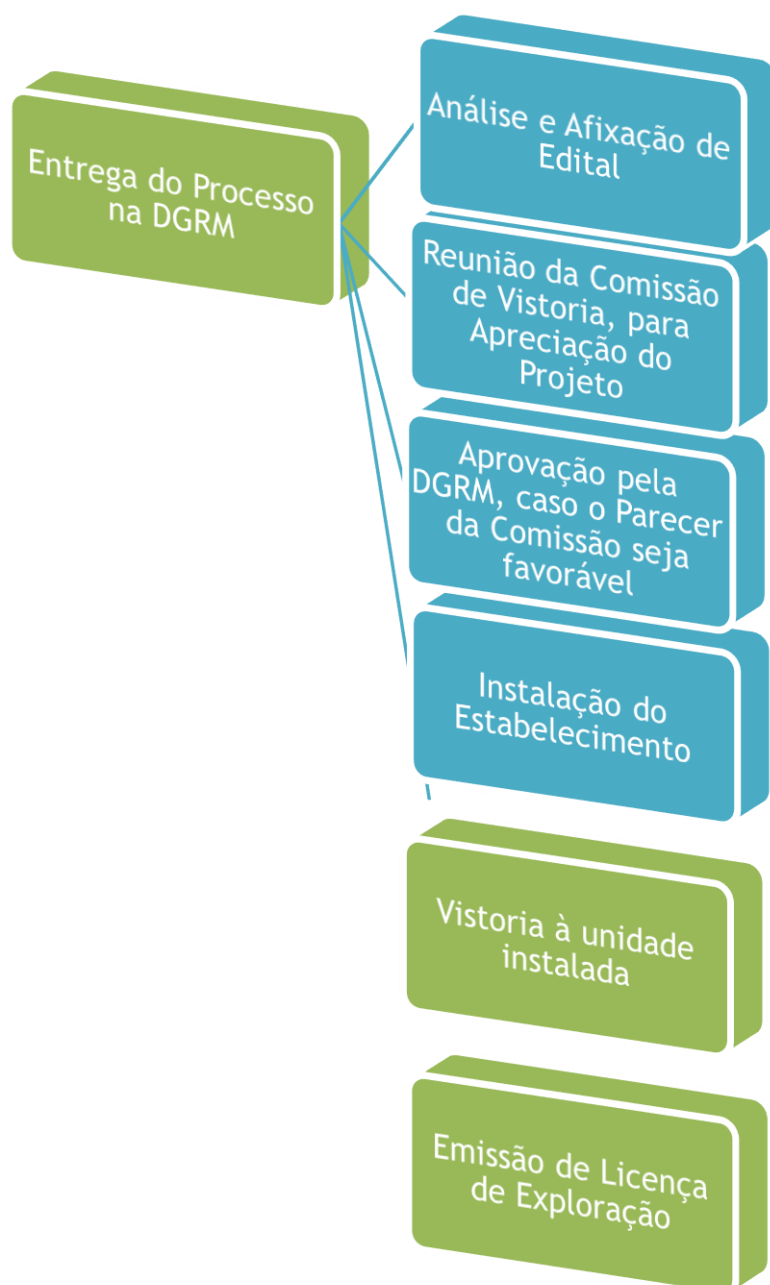 Entrega do Processo
na DGRM
Análise e Afixação de
Edital
Reunião da Comissão
de Vistoria, para
Apreciação do
Projeto
Aprovação pela
DGRM, caso o Parecer
da Comissão seja
favorável
Instalação do
Estabelecimento
Vistoria à unidade
instalada
Emissão de Licença
de Exploração